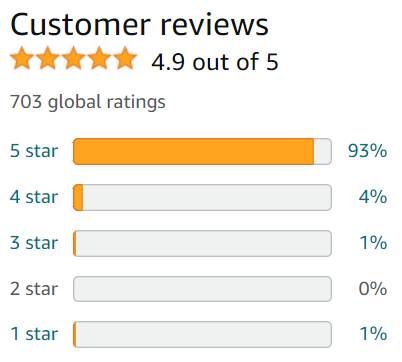 Customer reviews
4.9 out of 5
703 global ratings
5 star 93%
4 star 4%
3 star 1%
2 star 0%
1 star 1%